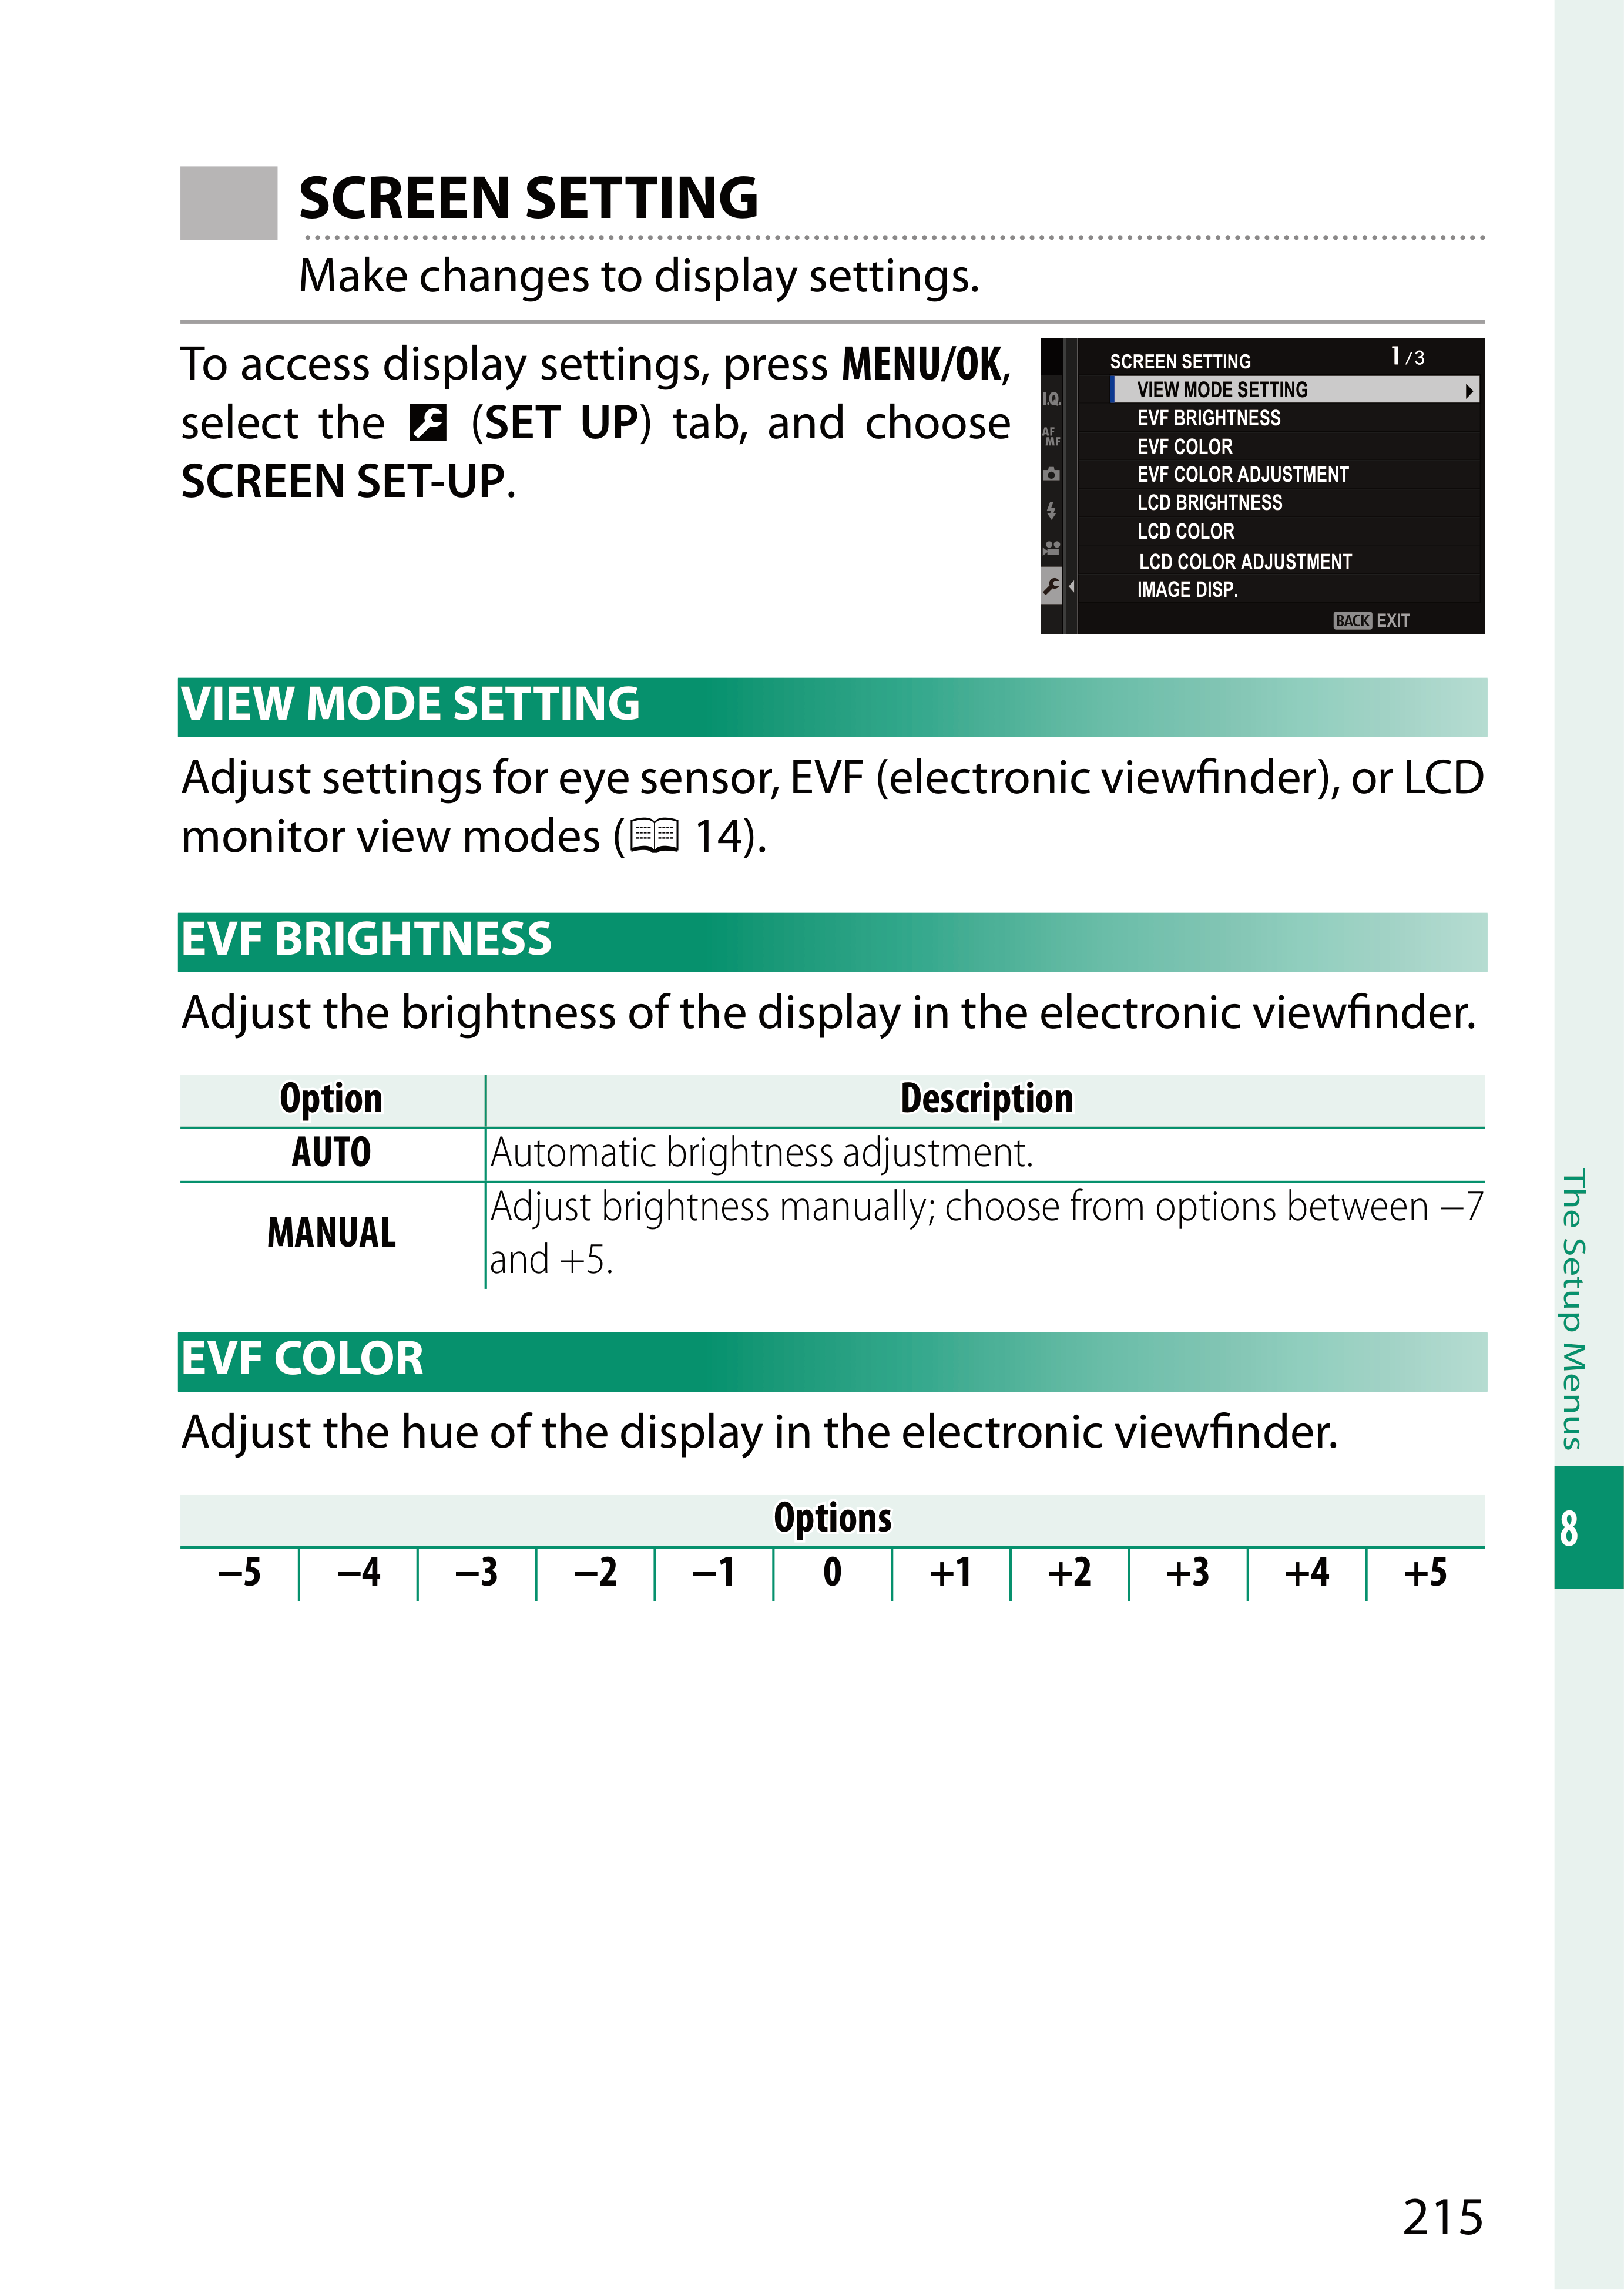 SCREEN SETTING
Make changes to display settings.
To access display settings, press MENU/OK,
select the (SET UP) tab, and choose
SCREEN SET-UP.
SCREEN SETTING 1/3
I.Q.
AF
MF
VIEW MODE SETTING
EVF BRIGHTNESS
EVF COLOR
EVF COLOR ADJUSTMENT
LCD BRIGHTNESS
LCD COLOR
LCD COLOR ADJUSTMENT
IMAGE DISP.
BACK EXIT
VIEW MODE SETTING
Adjust settings for eye sensor, EVF (electronic viewfinder), or LCD
monitor view modes ( 14).
EVF BRIGHTNESS
Adjust the brightness of the display in the electronic viewfinder.
Option Description
AUTO Automatic brightness adjustment.
MANUAL Adjust brightness manually; choose from options between −7
and +5.
EVF COLOR
Adjust the hue of the display in the electronic viewfinder.
Options
−5 −4 −3 −2 −1 0 +1 +2 +3 +4 +5
The Setup Menus
8
215